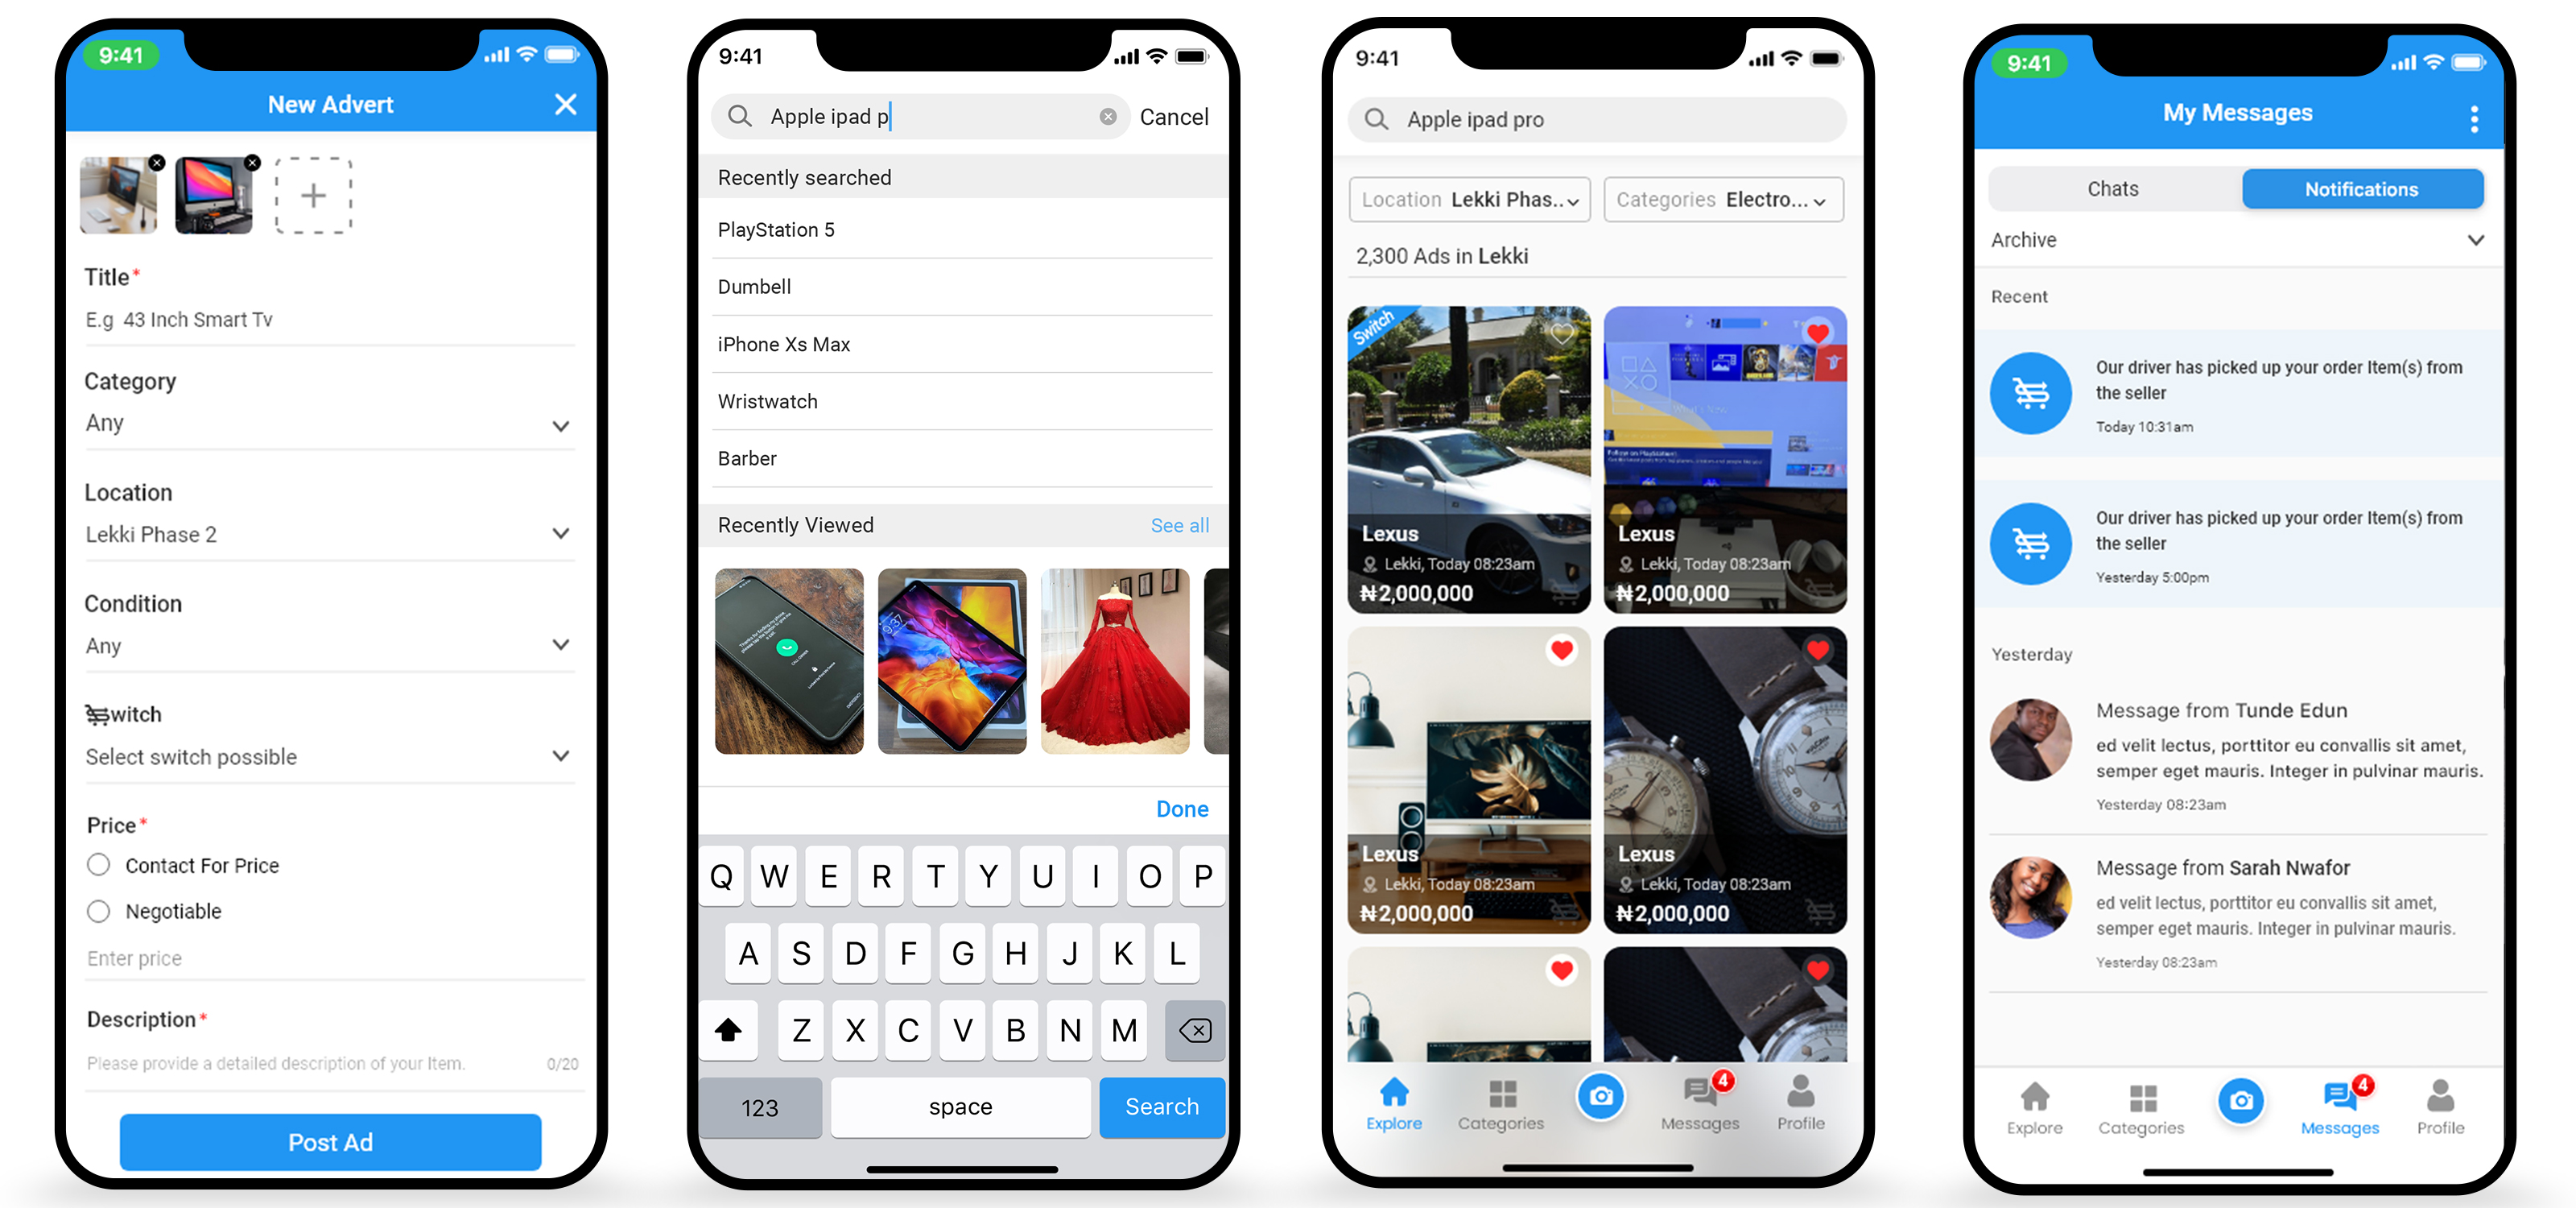 9:41
New Advert
Title*
E.g 43 Inch Smart Tv
Category
Any
Location
Lekki Phase 2
Condition
Any
witch
Select switch possible
Price*
Contact For Price
Negotiable
Enter price
Description*
Please provide a detailed description of your Item. 0/20
Post Ad
9:41
Apple ipad p
Cancel
Recently searched
PlayStation 5
Dumbell
iPhone Xs Max
Wristwatch
Barber
Recently Viewed See all
Done
Q W E R T Y U I O P
A S D F G H J K L
Z X C V B N M
123 space Search
9:41
Apple ipad pro
Location Lekki Phas.. Categories Electro...
2,300 Ads in Lekki
Switch
Lexus
Lekki, Today 08:23am
₦2,000,000
Lexus
Lekki, Today 08:23am
₦2,000,000
Lexus
Lekki, Today 08:23am
₦2,000,000
Lexus
Lekki, Today 08:23am
₦2,000,000
4
Explore Categories Messages Profile
9:41
My Messages
Chats Notifications
Archive
Recent
Our driver has picked up your order Item(s) from
the seller
Today 10:31am
Our driver has picked up your order Item(s) from
the seller
Yesterday 5:00pm
Yesterday
Message from Tunde Edun
ed velit lectus, porttitor eu convallis sit amet,
semper eget mauris. Integer in pulvinar mauris.
Yesterday 08:23am
Message from Sarah Nwafor
ed velit lectus, porttitor eu convallis sit amet,
semper eget mauris. Integer in pulvinar mauris.
Yesterday 08:23am
4
Explore Categories Messages Profile